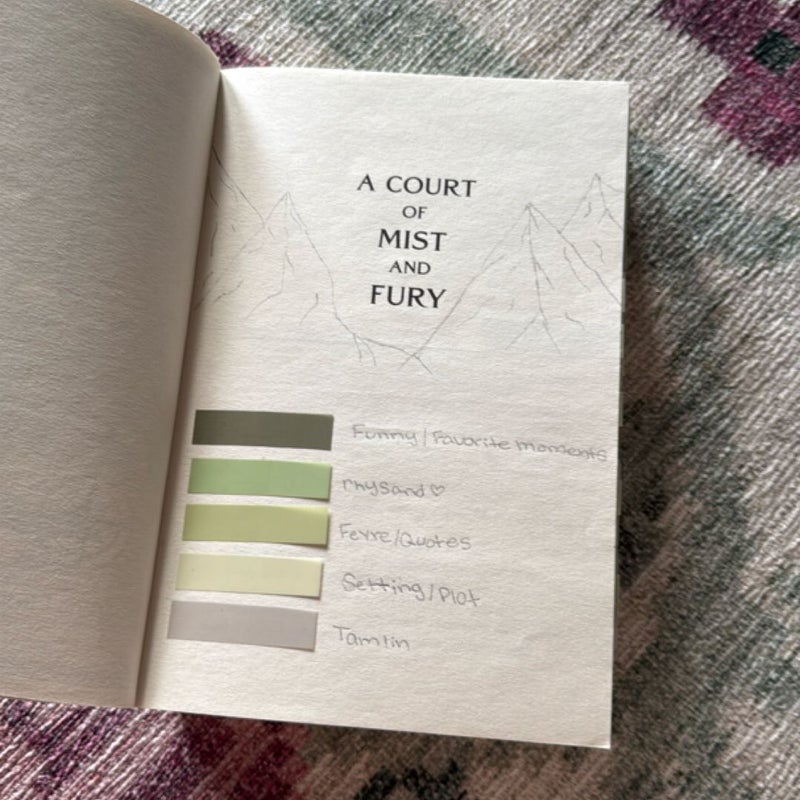 A COURT
OF
MIST
AND
FURY
Funny/Favorite moments
rhysand♡
Feyre/Quotes
Setting/Plot
Tamlin